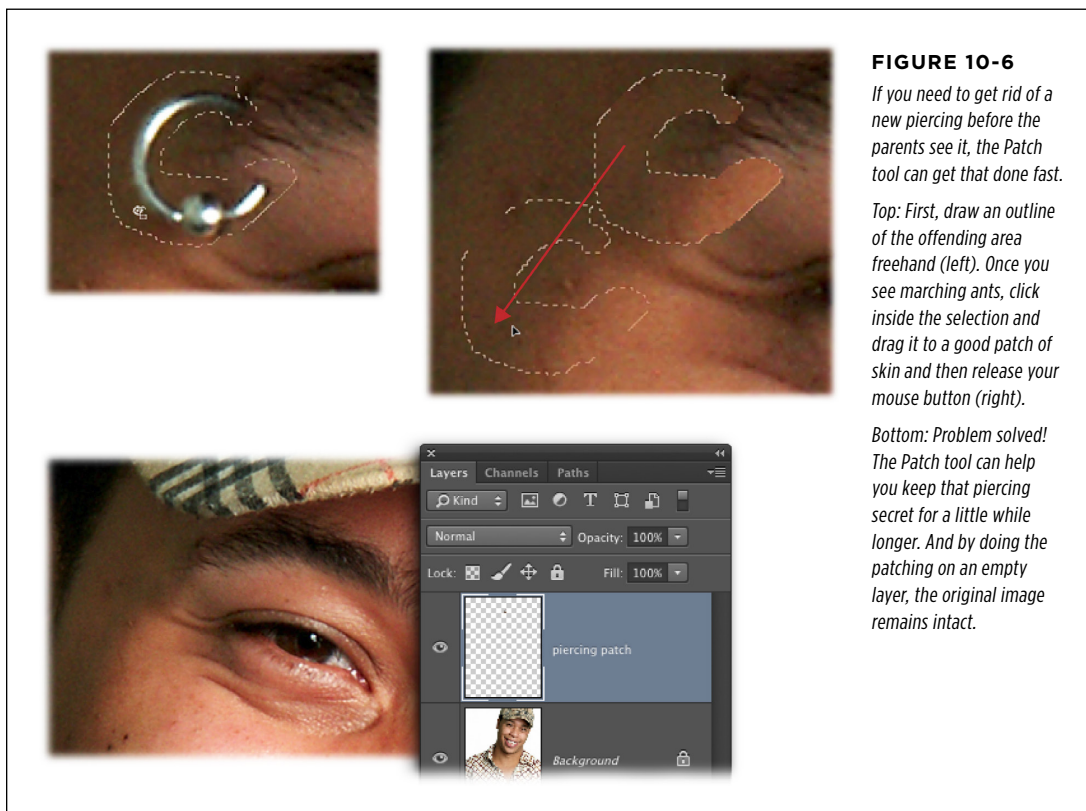 FIGURE 10-6
If you need to get rid of a
new piercing before the
parents see it, the Patch
tool can get that done fast.
Top: First, draw an outline
of the offending area
freehand (left). Once you
see marching ants, click
inside the selection and
drag it to a good patch of
skin and then release your
mouse button (right).
Bottom: Problem solved!
The Patch tool can help
you keep that piercing
secret for a little while
longer. And by doing the
patching on an empty
layer, the original image
remains intact.
Layers Channels Paths
Kind
Normal Opacity: 100%
Lock: Fill: 100%
piercing patch
Background